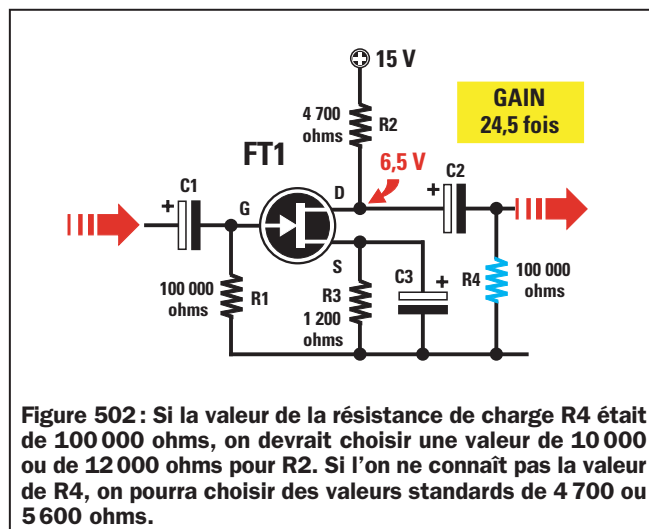 15 V
4 700
ohms
R2
GAIN
24,5 fois
FT1
6,5 V
C1
+
G
D
C2
+
S
100 000
ohms
R1
R3
1 200
ohms
C3
+
R4
100 000
ohms
Figure 502 : Si la valeur de la résistance de charge R4 était
de 100 000 ohms, on devrait choisir une valeur de 10 000
ou de 12 000 ohms pour R2. Si l’on ne connaît pas la valeur
de R4, on pourra choisir des valeurs standards de 4 700 ou
5 600 ohms.